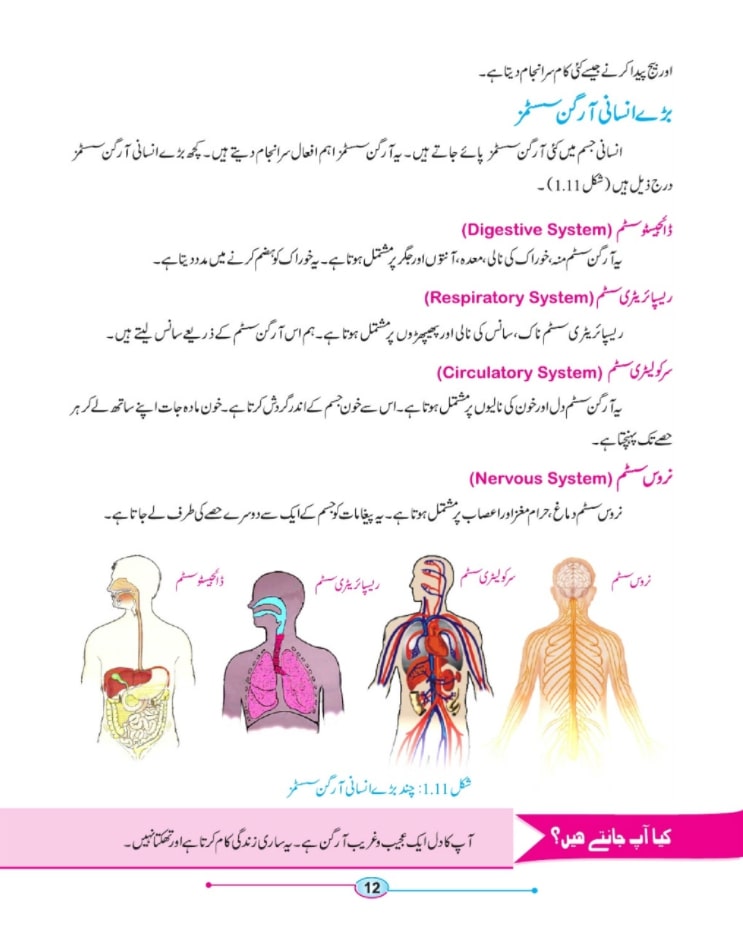 اور بیج پیدا کرنے جیسے کئی کام سرانجام دیتا ہے۔
بڑے انسانی آرگن سسٹمز
انسانی جسم میں کئی آرگن سسٹمز پائے جاتے ہیں۔ یہ آرگن سسٹمز اہم افعال سرانجام دیتے ہیں۔ کچھ بڑے انسانی آرگن سسٹمز
درج ذیل ہیں (شکل 1.11)۔
ڈائجیسٹو سسٹم (Digestive System)
یہ آرگن سسٹم منہ، خوراک کی نالی، معدہ، آنتوں اور جگر پر مشتمل ہوتا ہے۔ یہ خوراک کو ہضم کرنے میں مدد دیتا ہے۔
ریسپائریٹری سسٹم (Respiratory System)
ریسپائریٹری سسٹم ناک، سانس کی نالی اور پھیپھڑوں پر مشتمل ہوتا ہے۔ ہم اس آرگن سسٹم کے ذریعے سانس لیتے ہیں۔
سرکولیٹری سسٹم (Circulatory System)
یہ آرگن سسٹم دل اور خون کی نالیوں پر مشتمل ہوتا ہے۔ اس سے خون جسم کے اندر گردش کرتا ہے۔ خون مادہ جات اپنے ساتھ لے کر ہر
حصے تک پہنچتا ہے۔
نروس سسٹم (Nervous System)
نروس سسٹم دماغ، حرام مغز اور اعصاب پر مشتمل ہوتا ہے۔ یہ پیغامات کو جسم کے ایک سے دوسرے حصے کی طرف لے جاتا ہے۔
نروس سسٹم
سرکولیٹری سسٹم
ریسپائریٹری سسٹم
ڈائجیسٹو سسٹم
شکل 1.11: چند بڑے انسانی آرگن سسٹمز
کیا آپ جانتے ہیں؟
آپ کا دل ایک عجیب و غریب آرگن ہے۔ یہ ساری زندگی کام کرتا ہے اور تھکتا نہیں۔
12